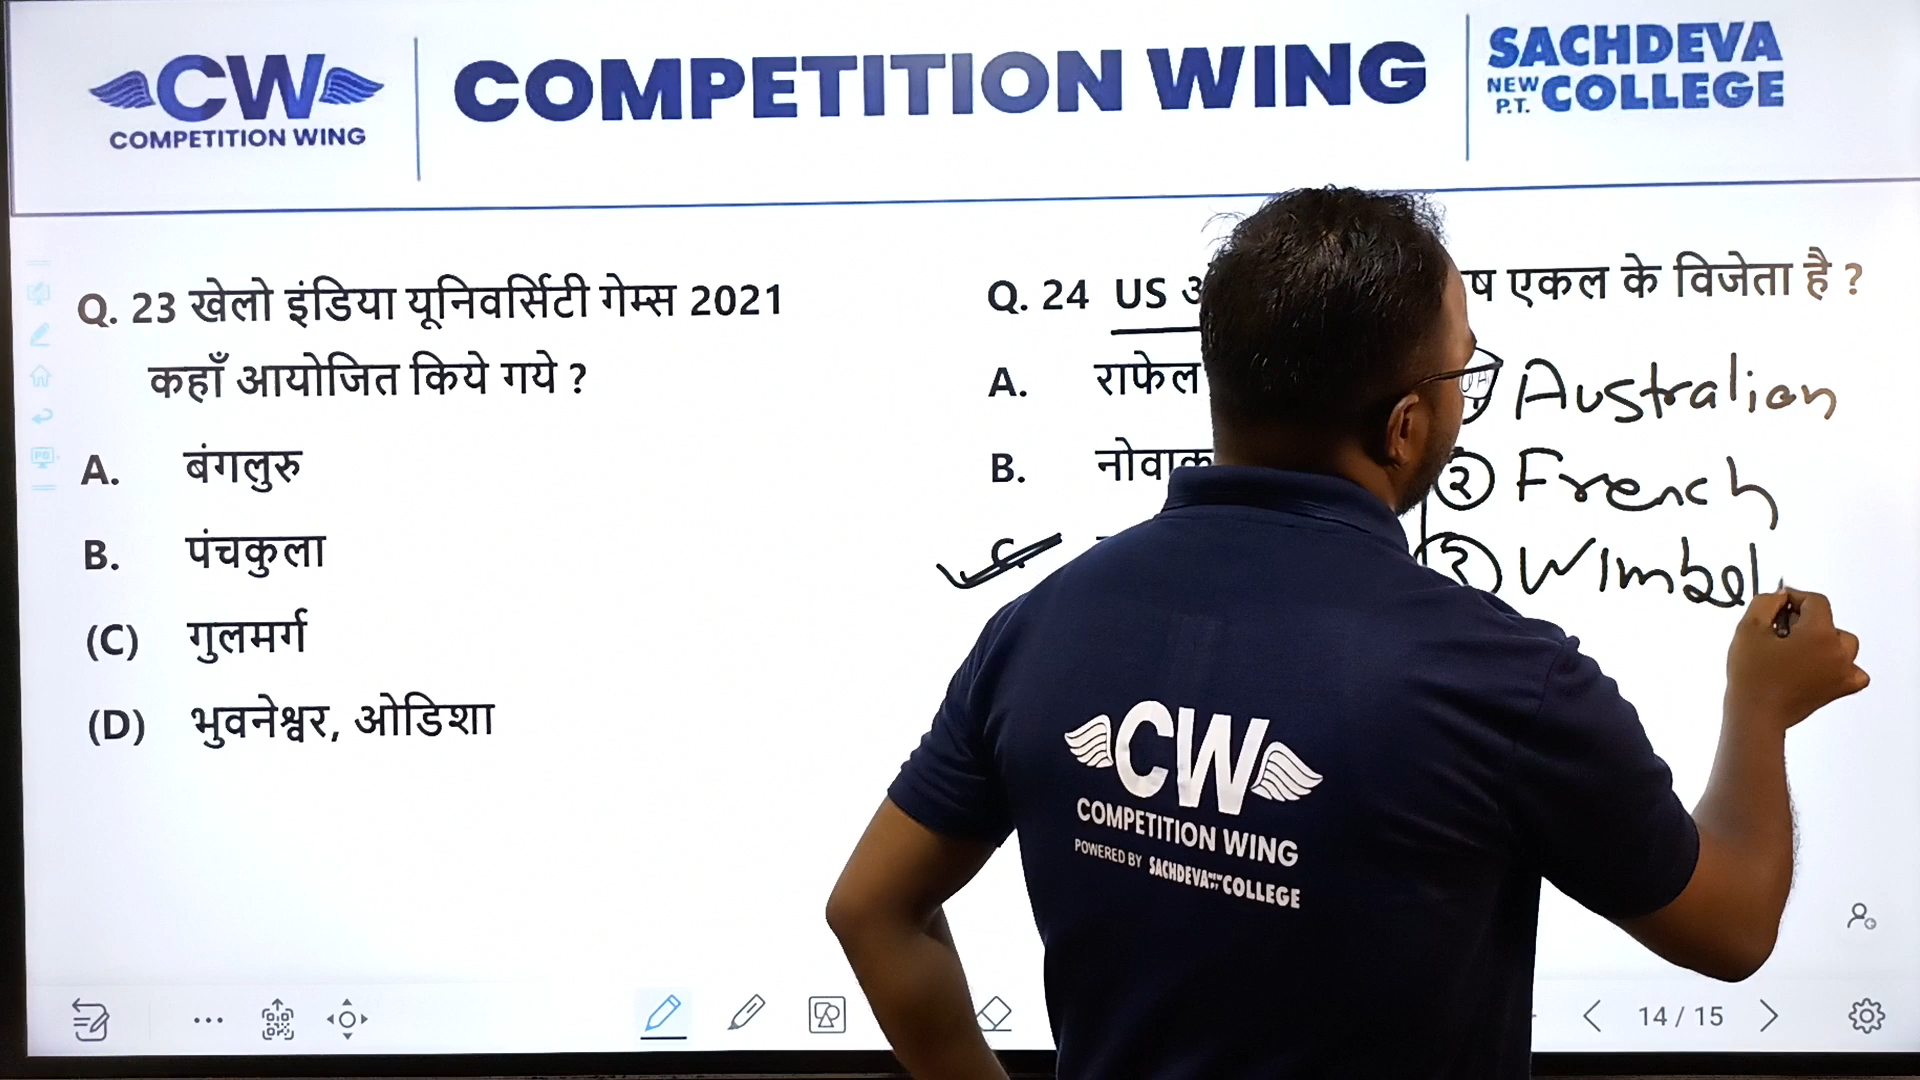 CW
COMPETITION WING
COMPETITION WING
SACHDEVA
NEW P.T. COLLEGE
Q. 23 खेलो इंडिया यूनिवर्सिटी गेम्स 2021
कहाँ आयोजित किये गये ?
A. बंगलुरु
B. पंचकुला
(C) गुलमर्ग
(D) भुवनेश्वर, ओडिशा
Q. 24 US एकल के विजेता है ?
A. राफेल
B.
C.
Australian
② French
③ Wimbel
CW
COMPETITION WING
POWERED BY SACHDEVA NEW P.T. COLLEGE
14 / 15